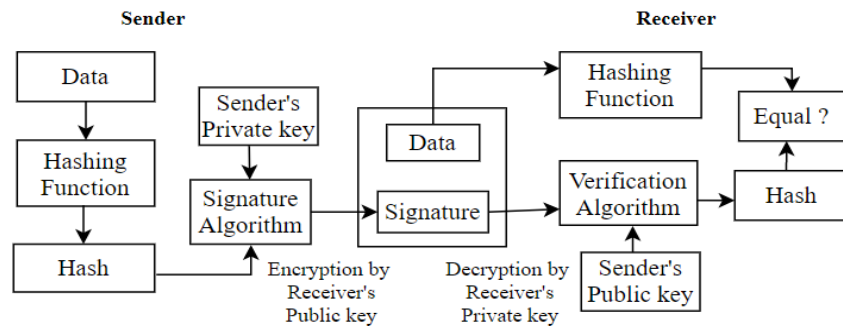 Sender
Receiver
Data
Hashing
Function
Hash
Sender's
Private key
Signature
Algorithm
Data
Signature
Encryption by
Receiver's
Public key
Decryption by
Receiver's
Private key
Hashing
Function
Verification
Algorithm
Sender's
Public key
Equal ?
Hash